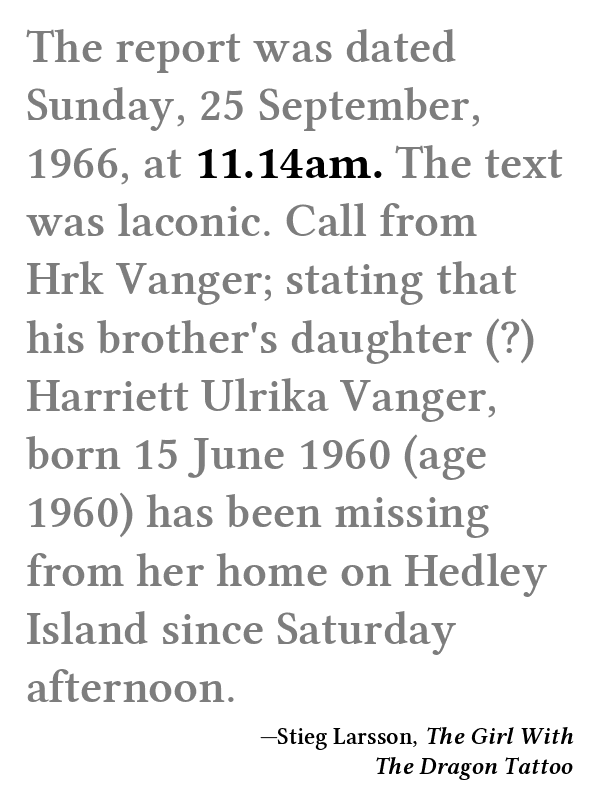 The report was dated
Sunday, 25 September,
1966, at 11.14am. The text
was laconic. Call from
Hrk Vanger; stating that
his brother's daughter (?)
Harriett Ulrika Vanger,
born 15 June 1960 (age
1960) has been missing
from her home on Hedley
Island since Saturday
afternoon.
—Stieg Larsson, The Girl With
The Dragon Tattoo